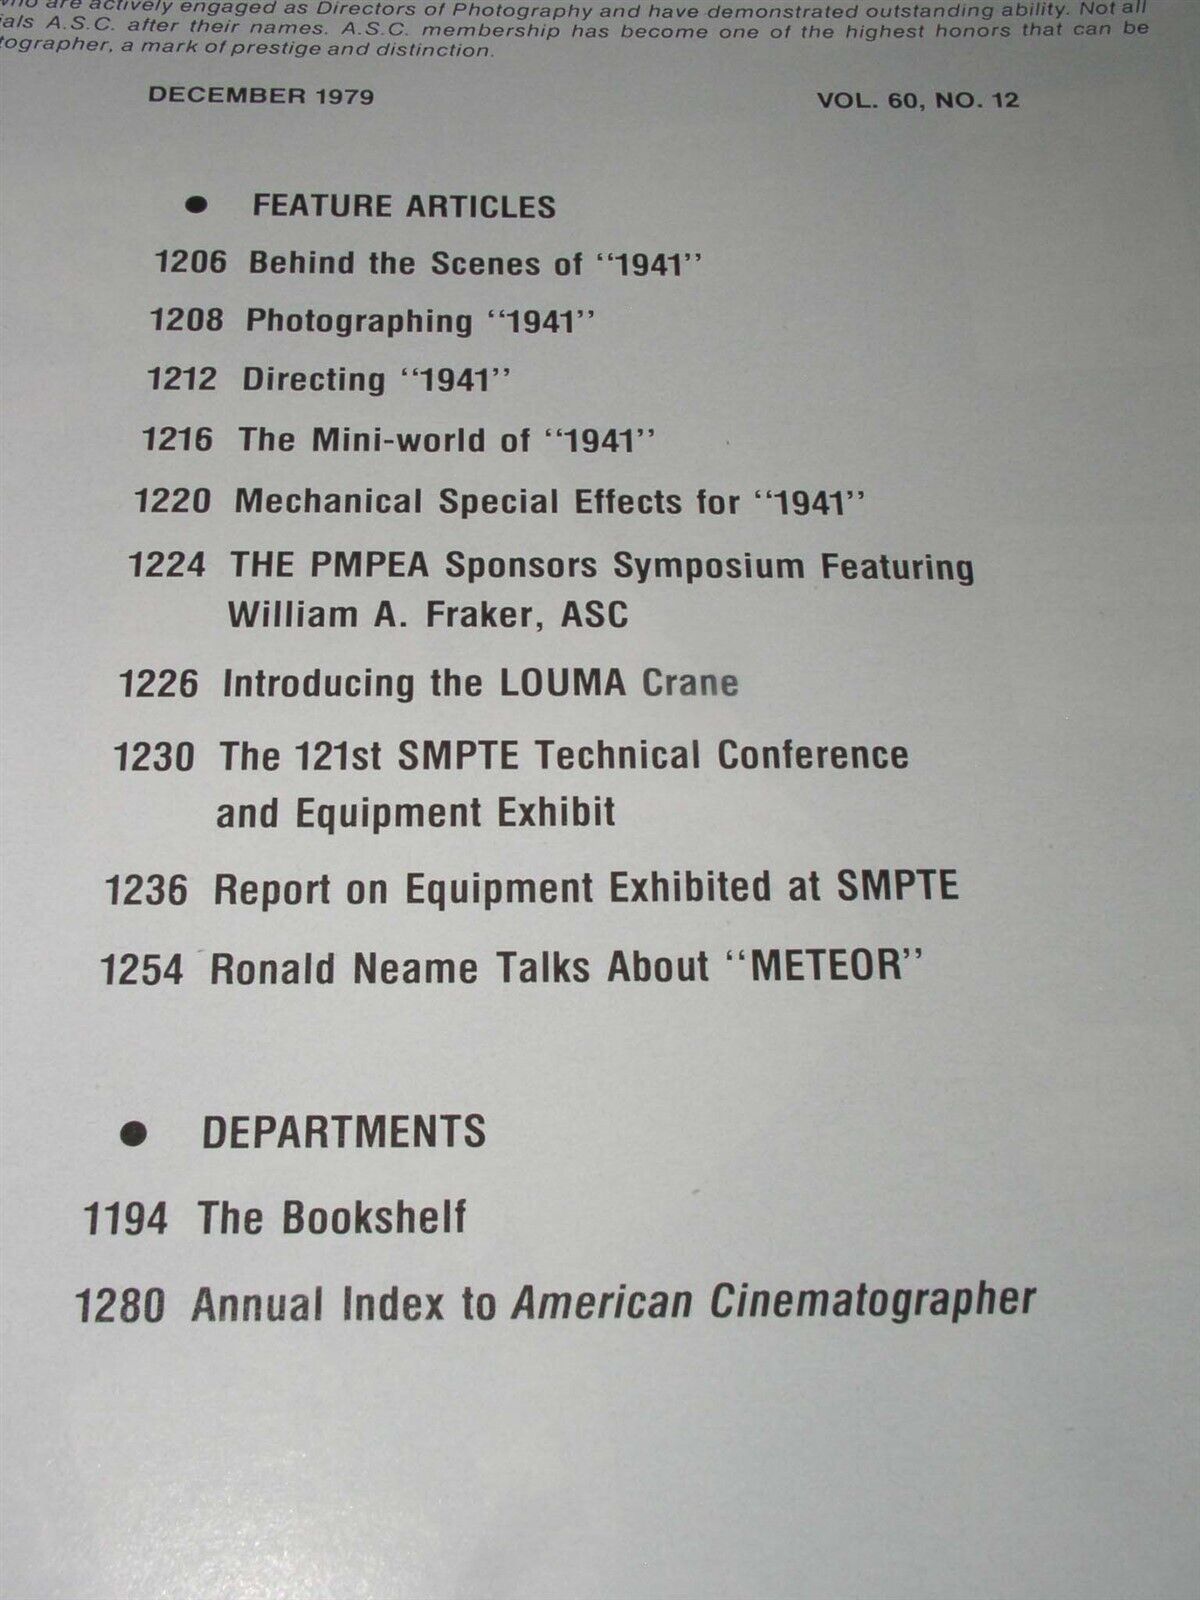 who are actively engaged as Directors of Photography and have demonstrated outstanding ability. Not all
A.S.C. after their names. A.S.C. membership has become one of the highest honors that can be
a mark of prestige and distinction.
DECEMBER 1979 VOL. 60, NO. 12
● FEATURE ARTICLES
1206 Behind the Scenes of "1941"
1208 Photographing "1941"
1212 Directing "1941"
1216 The Mini-world of "1941"
1220 Mechanical Special Effects for "1941"
1224 THE PMPEA Sponsors Symposium Featuring
William A. Fraker, ASC
1226 Introducing the LOUMA Crane
1230 The 121st SMPTE Technical Conference
and Equipment Exhibit
1236 Report on Equipment Exhibited at SMPTE
1254 Ronald Neame Talks About "METEOR"
● DEPARTMENTS
1194 The Bookshelf
1280 Annual Index to American Cinematographer